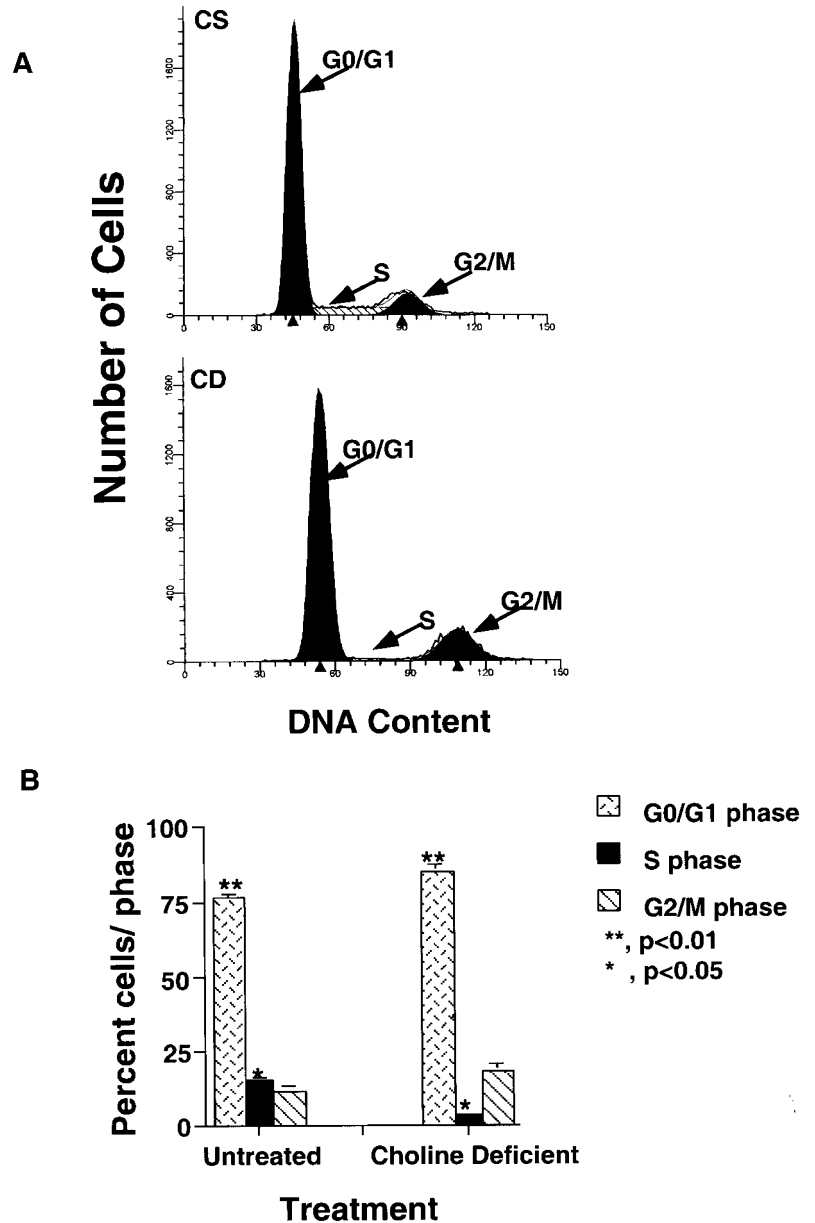 A
CS
G0/G1
S
G2/M
1600
1200
800
400
0
0 30 60 90 120 150
Number of Cells
CD
G0/G1
S
G2/M
1600
1200
800
400
0
0 30 60 90 120 150
DNA Content
B
Percent cells/ phase
100
75
50
25
0
**
*
**
*
Untreated
Choline Deficient
Treatment
G0/G1 phase
S phase
G2/M phase
**, p<0.01
* , p<0.05